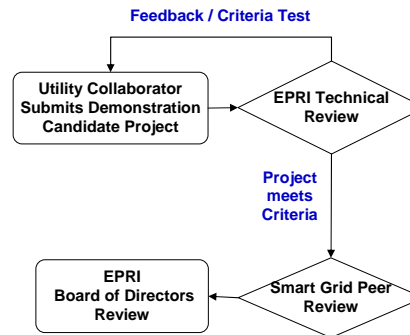 Feedback / Criteria Test
Utility Collaborator
Submits Demonstration
Candidate Project
EPRI Technical
Review
Project
meets
Criteria
EPRI
Board of Directors
Review
Smart Grid Peer
Review